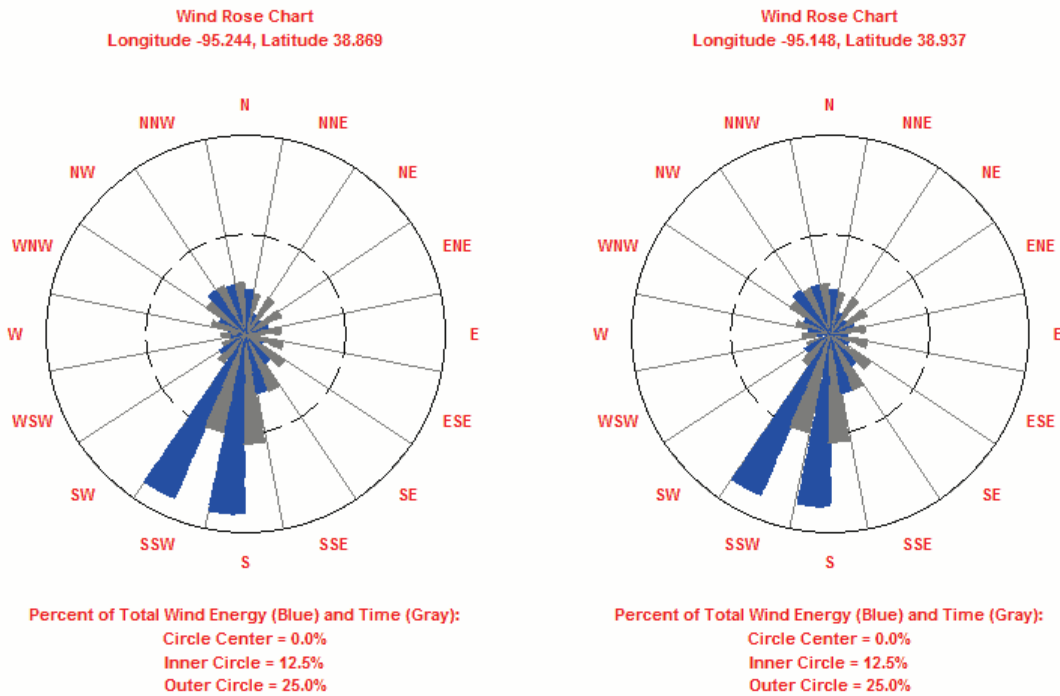 Wind Rose Chart
Longitude -95.244, Latitude 38.869
N
NNW
NNE
NW
NE
WNW
ENE
W
E
WSW
ESE
SW
SE
SSW
SSE
S
Percent of Total Wind Energy (Blue) and Time (Gray):
Circle Center = 0.0%
Inner Circle = 12.5%
Outer Circle = 25.0%
Wind Rose Chart
Longitude -95.148, Latitude 38.937
N
NNW
NNE
NW
NE
WNW
ENE
W
E
WSW
ESE
SW
SE
SSW
SSE
S
Percent of Total Wind Energy (Blue) and Time (Gray):
Circle Center = 0.0%
Inner Circle = 12.5%
Outer Circle = 25.0%